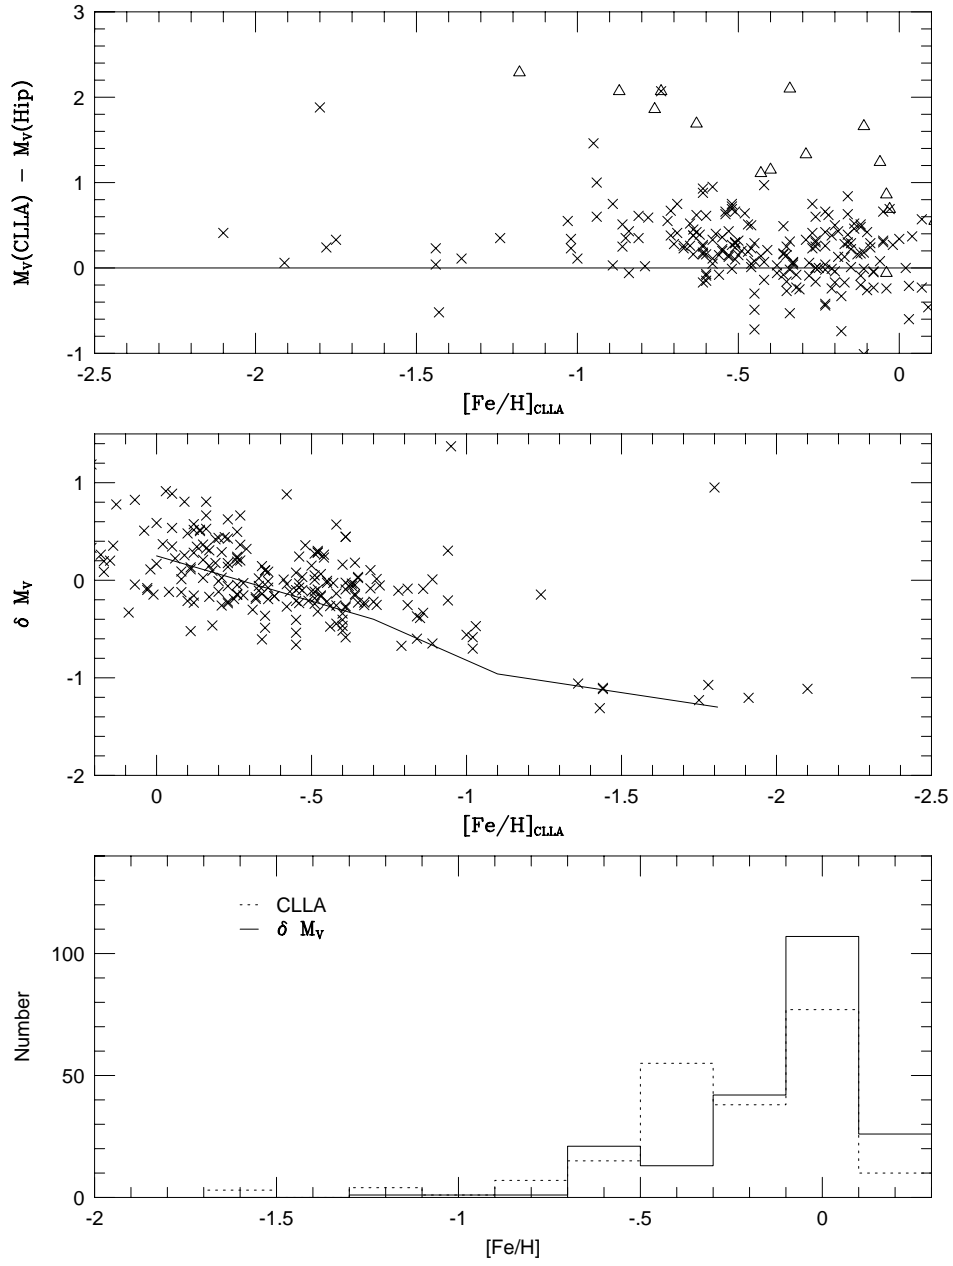 3
2
1
0
-1
M_V(CLLA) − M_V(Hip)
-2.5 -2 -1.5 -1 -.5 0
[Fe/H]_CLLA
1
0
-1
-2
δ M_V
0 -.5 -1 -1.5 -2 -2.5
[Fe/H]_CLLA
CLLA
δ M_V
100
50
0
Number
-2 -1.5 -1 -.5 0
[Fe/H]